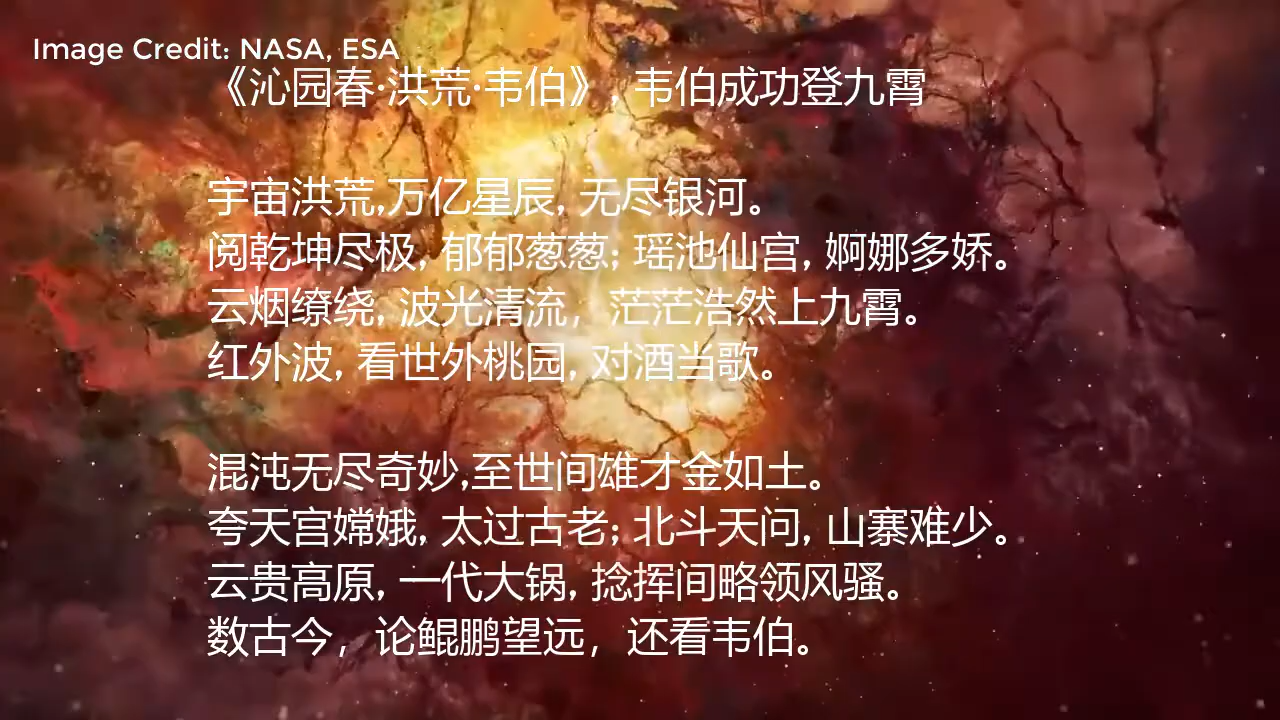 Image Credit: NASA, ESA
《沁园春·洪荒·韦伯》, 韦伯成功登九霄
宇宙洪荒,万亿星辰, 无尽银河。
阅乾坤尽极, 郁郁葱葱; 瑶池仙宫, 婀娜多娇。
云烟缭绕, 波光清流，茫茫浩然上九霄。
红外波, 看世外桃园, 对酒当歌。
混沌无尽奇妙,至世间雄才金如土。
夸天宫嫦娥, 太过古老; 北斗天问, 山寨难少。
云贵高原, 一代大锅, 捻挥间略领风骚。
数古今，论鲲鹏望远，还看韦伯。